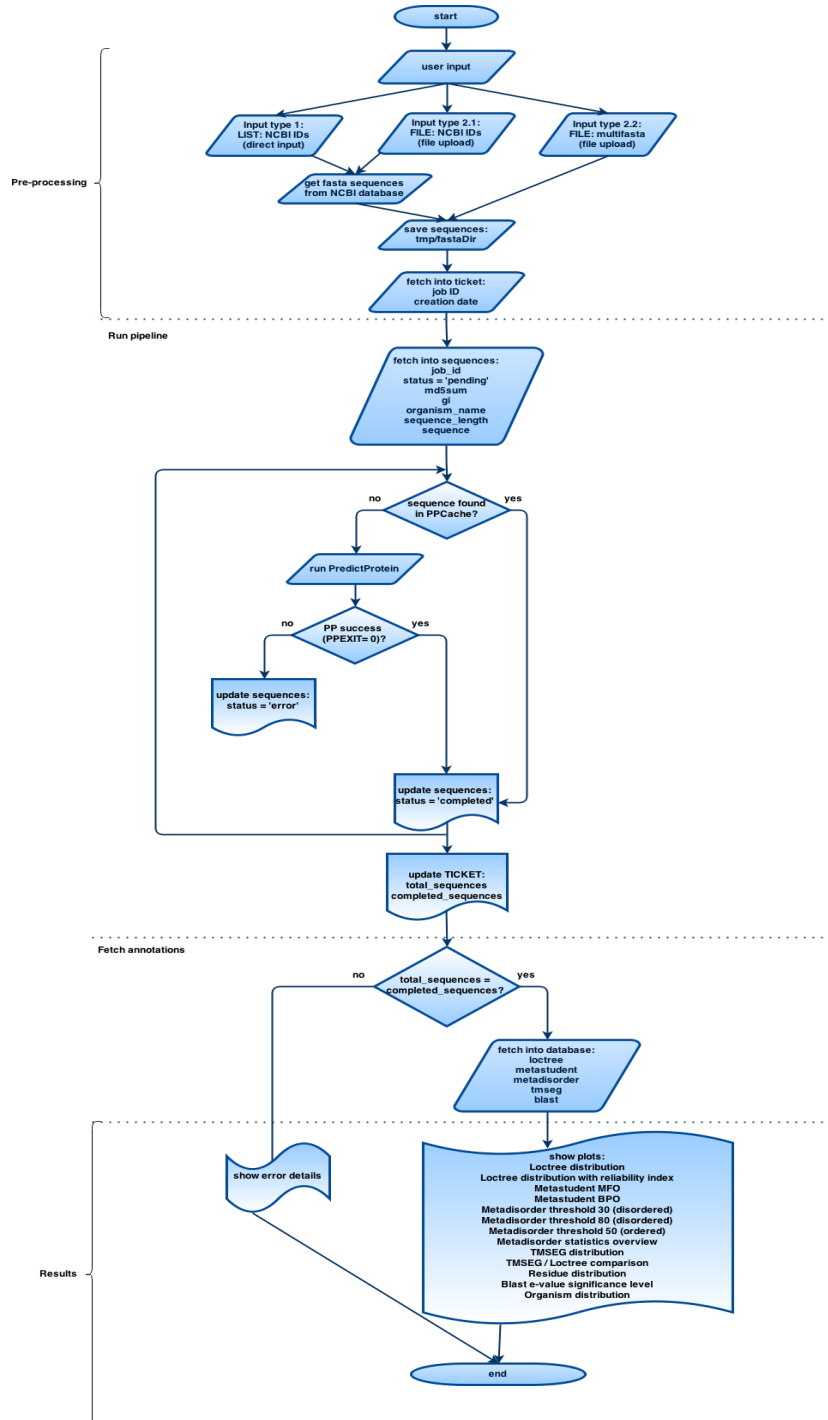 start
user input
Input type 1:
LIST: NCBI IDs
(direct input)
Input type 2.1:
FILE: NCBI IDs
(file upload)
Input type 2.2:
FILE: multifasta
(file upload)
Pre-processing
get fasta sequences
from NCBI database
save sequences:
tmp/fastaDir
fetch into ticket:
job ID
creation date
Run pipeline
fetch into sequences:
job_id
status = 'pending'
md5sum
gi
organism_name
sequence_length
sequence
no
yes
sequence found
in PPCache?
run PredictProtein
no
yes
PP success
(PPEXIT= 0)?
update sequences:
status = 'error'
update sequences:
status = 'completed'
update TICKET:
total_sequences
completed_sequences
Fetch annotations
no
yes
total_sequences =
completed_sequences?
fetch into database:
loctree
metastudent
metadisorder
tmseg
blast
show error details
show plots:
Loctree distribution
Loctree distribution with reliability index
Metastudent MFO
Metastudent BPO
Metadisorder threshold 30 (disordered)
Metadisorder threshold 80 (disordered)
Metadisorder threshold 50 (ordered)
Metadisorder statistics overview
TMSEG distribution
TMSEG / Loctree comparison
Residue distribution
Blast e-value significance level
Organism distribution
Results
end